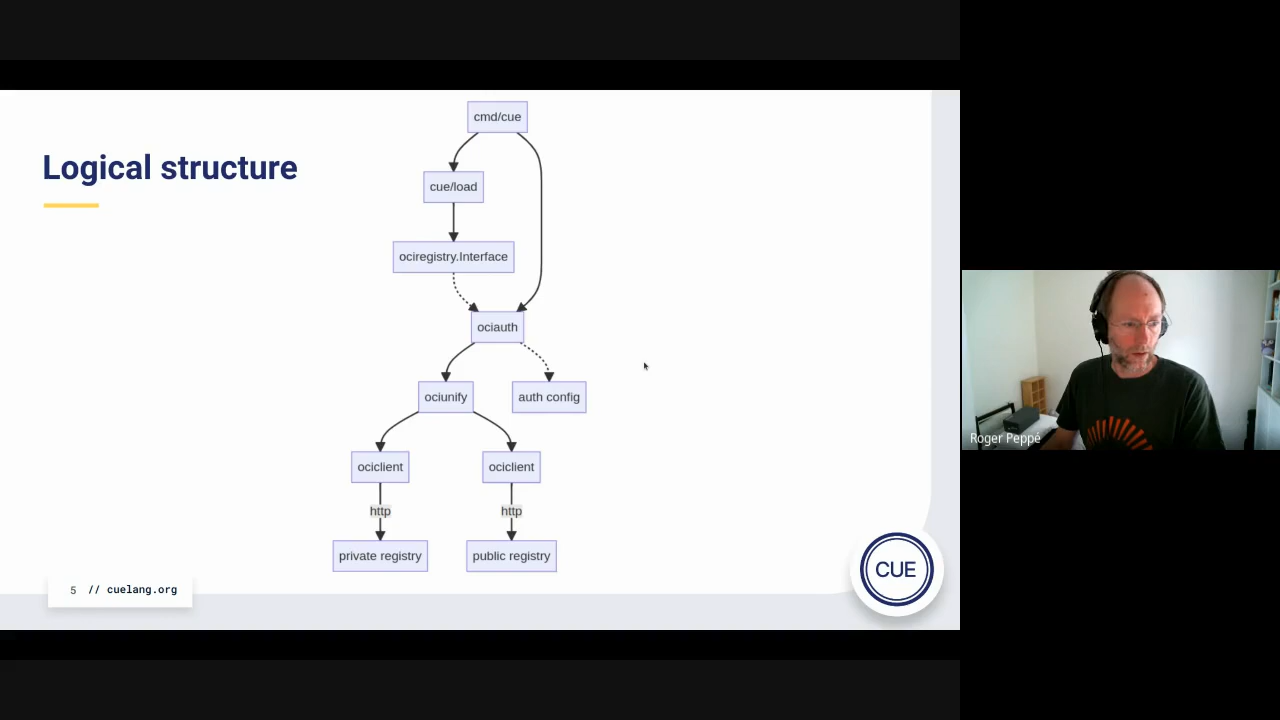 Logical structure
cmd/cue
cue/load
ociregistry.Interface
ociauth
ociunify
auth config
ociclient
ociclient
http
http
private registry
public registry
5 // cuelang.org
CUE
Roger Peppé